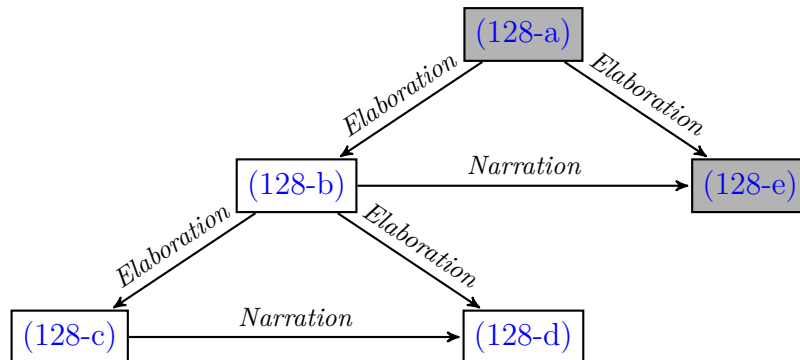 (128-a)
Elaboration
Elaboration
(128-b)
Narration
(128-e)
Elaboration
Elaboration
(128-c)
Narration
(128-d)